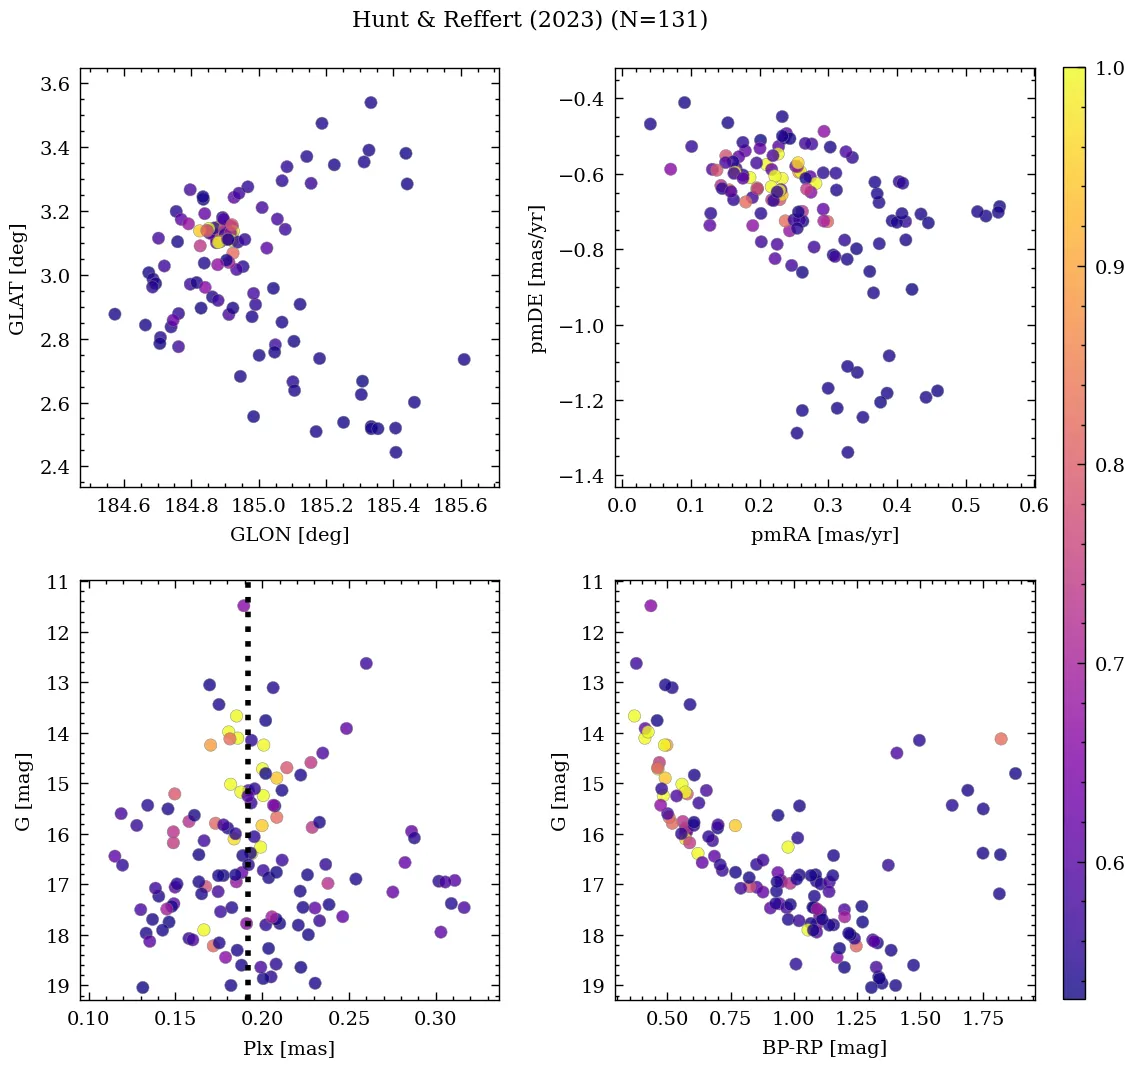 Hunt & Reffert (2023) (N=131)
3.6
3.4
3.2
3.0
2.8
2.6
2.4
GLAT [deg]
184.6 184.8 185.0 185.2 185.4 185.6
GLON [deg]
−0.4
−0.6
−0.8
−1.0
−1.2
−1.4
pmDE [mas/yr]
0.0 0.1 0.2 0.3 0.4 0.5 0.6
pmRA [mas/yr]
11
12
13
14
15
16
17
18
19
G [mag]
0.10 0.15 0.20 0.25 0.30
Plx [mas]
11
12
13
14
15
16
17
18
19
G [mag]
0.50 0.75 1.00 1.25 1.50 1.75
BP-RP [mag]
1.0
0.9
0.8
0.7
0.6